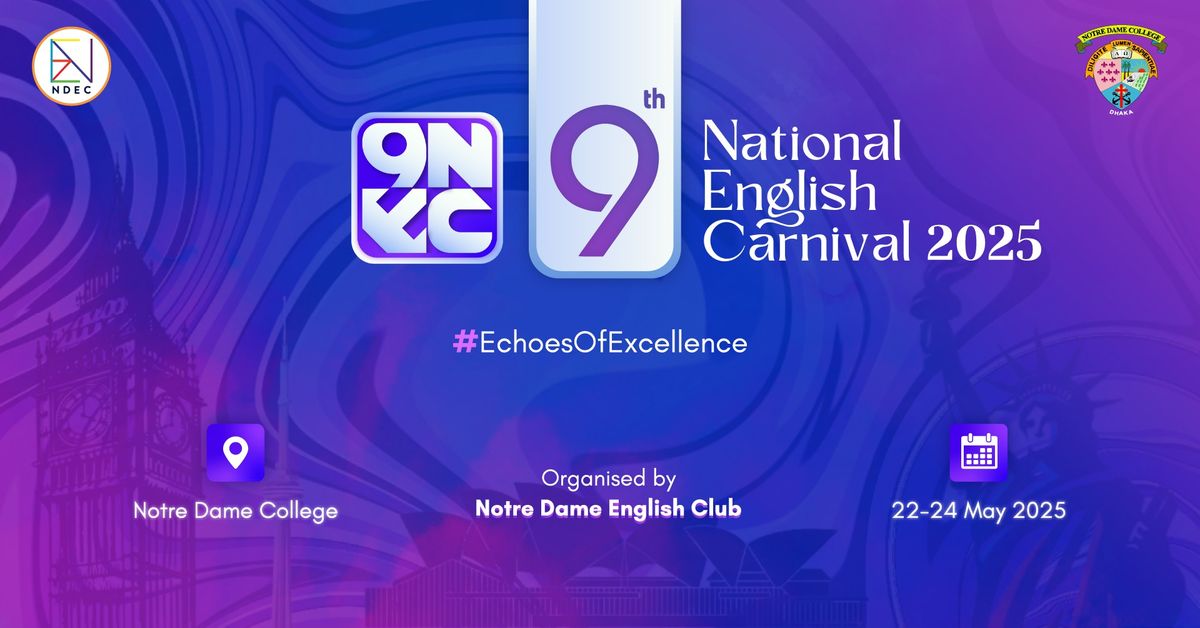 NDEC
NOTRE DAME COLLEGE
DILIGITE LUMEN SAPIENTIAE
DHAKA
9N
EC
9th
National
English
Carnival 2025
#EchoesOfExcellence
Notre Dame College
Organised by
Notre Dame English Club
22-24 May 2025